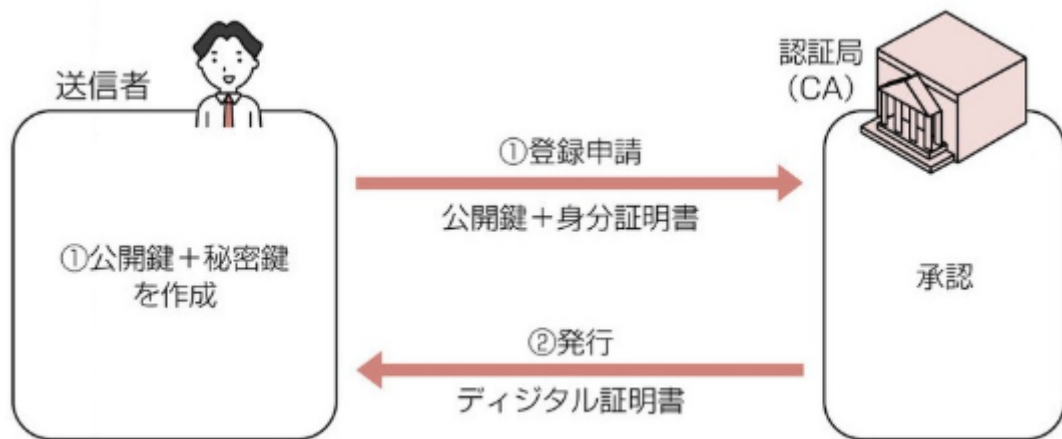 送信者
認証局
（CA）
①登録申請
公開鍵＋身分証明書
①公開鍵＋秘密鍵
を作成
承認
②発行
ディジタル証明書